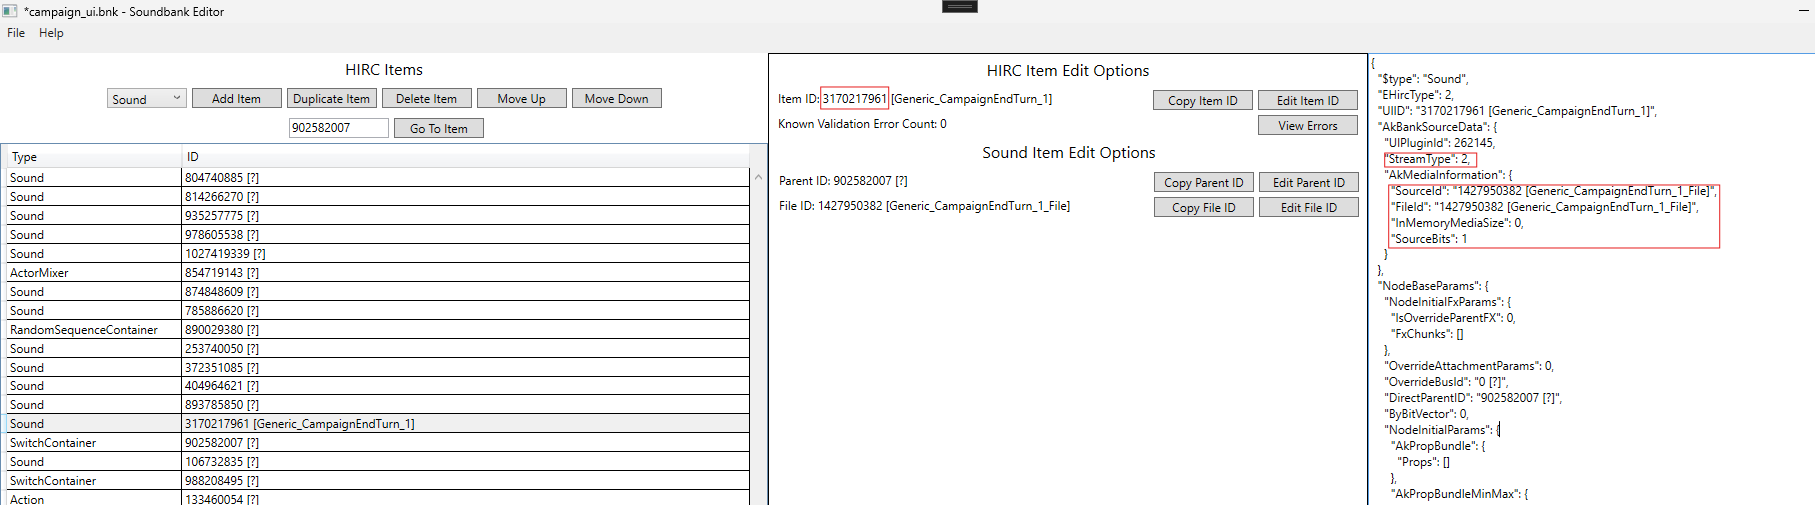 *campaign_ui.bnk - Soundbank Editor
File Help
HIRC Items
Sound Add Item Duplicate Item Delete Item Move Up Move Down
902582007 Go To Item
Type ID
Sound 804740885 [?]
Sound 814266270 [?]
Sound 935257775 [?]
Sound 978605538 [?]
Sound 1027419339 [?]
ActorMixer 854719143 [?]
Sound 874848609 [?]
Sound 785886620 [?]
RandomSequenceContainer 890029380 [?]
Sound 253740050 [?]
Sound 372351085 [?]
Sound 404964621 [?]
Sound 893785850 [?]
Sound 3170217961 [Generic_CampaignEndTurn_1]
SwitchContainer 902582007 [?]
Sound 106732835 [?]
SwitchContainer 988208495 [?]
Action 133460054 [?]
HIRC Item Edit Options
Item ID: 3170217961 [Generic_CampaignEndTurn_1] Copy Item ID Edit Item ID
Known Validation Error Count: 0 View Errors
Sound Item Edit Options
Parent ID: 902582007 [?] Copy Parent ID Edit Parent ID
File ID: 1427950382 [Generic_CampaignEndTurn_1_File] Copy File ID Edit File ID
{
"$type": "Sound",
"EHircType": 2,
"UlID": "3170217961 [Generic_CampaignEndTurn_1]",
"AkBankSourceData": {
"UlPluginId": 262145,
"StreamType": 2,
"AkMediaInformation": {
"SourceId": "1427950382 [Generic_CampaignEndTurn_1_File]",
"FileId": "1427950382 [Generic_CampaignEndTurn_1_File]",
"InMemoryMediaSize": 0,
"SourceBits": 1
}
},
"NodeBaseParams": {
"NodeInitialFxParams": {
"IsOverrideParentFX": 0,
"FxChunks": []
},
"OverrideAttachmentParams": 0,
"OverrideBusId": "0 [?]",
"DirectParentID": "902582007 [?]",
"ByBitVector": 0,
"NodeInitialParams": {
"AkPropBundle": {
"Props": []
},
"AkPropBundleMinMax": {